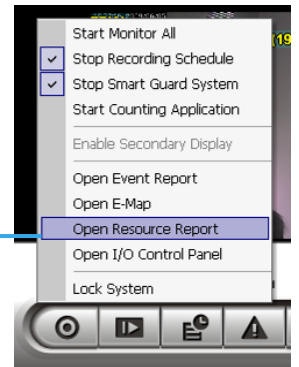 (19
Start Monitor All
Stop Recording Schedule
Stop Smart Guard System
Start Counting Application
Enable Secondary Display
Open Event Report
Open E-Map
Open Resource Report
Open I/O Control Panel
Lock System